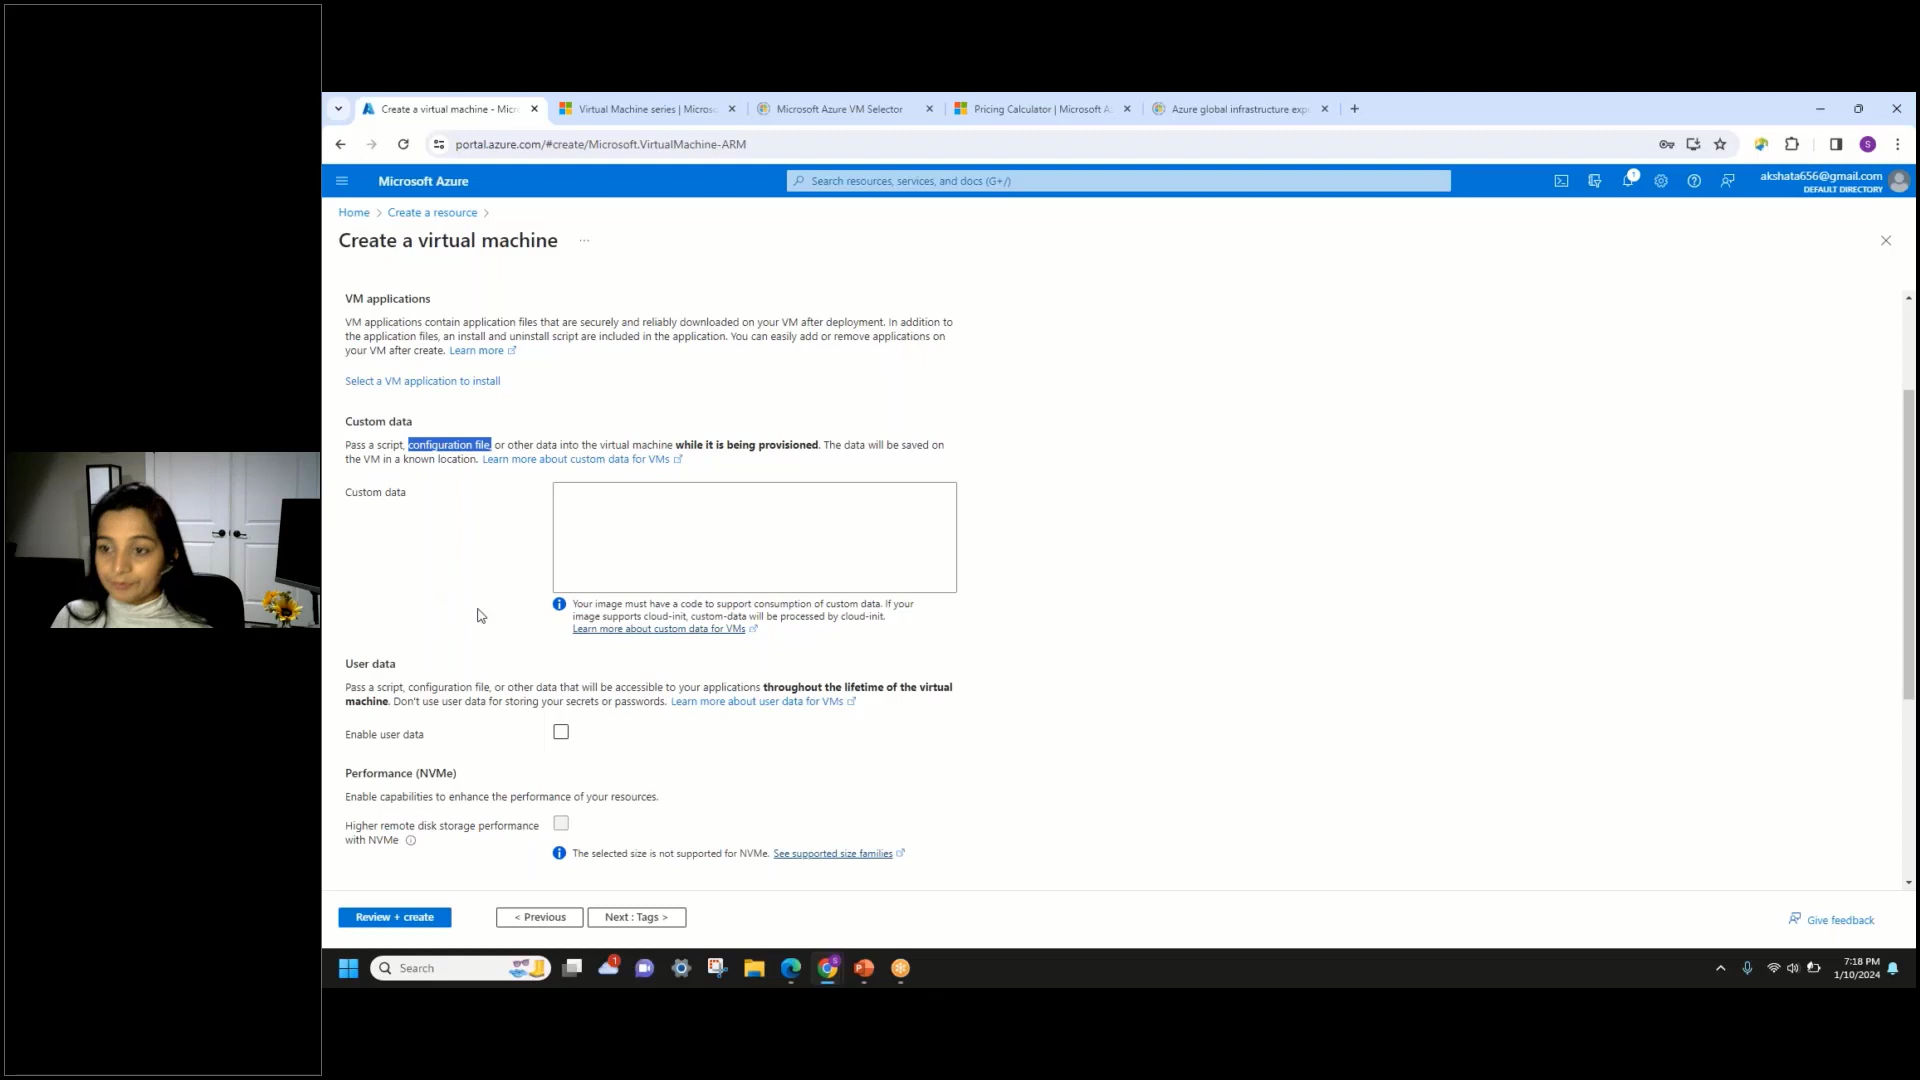 Create a virtual machine - Micr
Virtual Machine series | Micros
Microsoft Azure VM Selector
Pricing Calculator | Microsoft A
Azure global infrastructure exp
portal.azure.com/#create/Microsoft.VirtualMachine-ARM
S
Microsoft Azure
Search resources, services, and docs (G+/)
1
akshata656@gmail.com
DEFAULT DIRECTORY
Home > Create a resource >
Create a virtual machine ...
VM applications
VM applications contain application files that are securely and reliably downloaded on your VM after deployment. In addition to
the application files, an install and uninstall script are included in the application. You can easily add or remove applications on
your VM after create. Learn more
Select a VM application to install
Custom data
Pass a script, configuration file, or other data into the virtual machine while it is being provisioned. The data will be saved on
the VM in a known location. Learn more about custom data for VMs
Custom data
Your image must have a code to support consumption of custom data. If your
image supports cloud-init, custom-data will be processed by cloud-init.
Learn more about custom data for VMs
User data
Pass a script, configuration file, or other data that will be accessible to your applications throughout the lifetime of the virtual
machine. Don't use user data for storing your secrets or passwords. Learn more about user data for VMs
Enable user data
Performance (NVMe)
Enable capabilities to enhance the performance of your resources.
Higher remote disk storage performance
with NVMe
The selected size is not supported for NVMe. See supported size families
Review + create
< Previous
Next : Tags >
Give feedback
Search
1
7:18 PM
1/10/2024